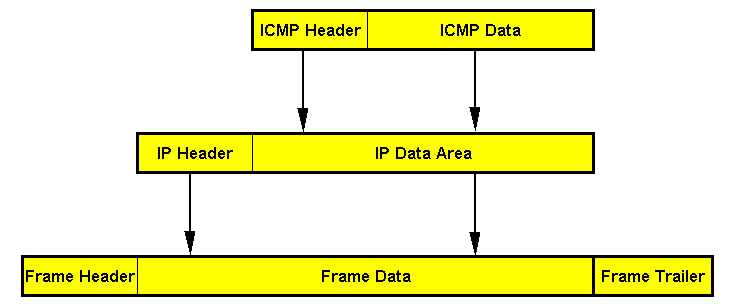 ICMP Header ICMP Data
IP Header IP Data Area
Frame Header Frame Data Frame Trailer